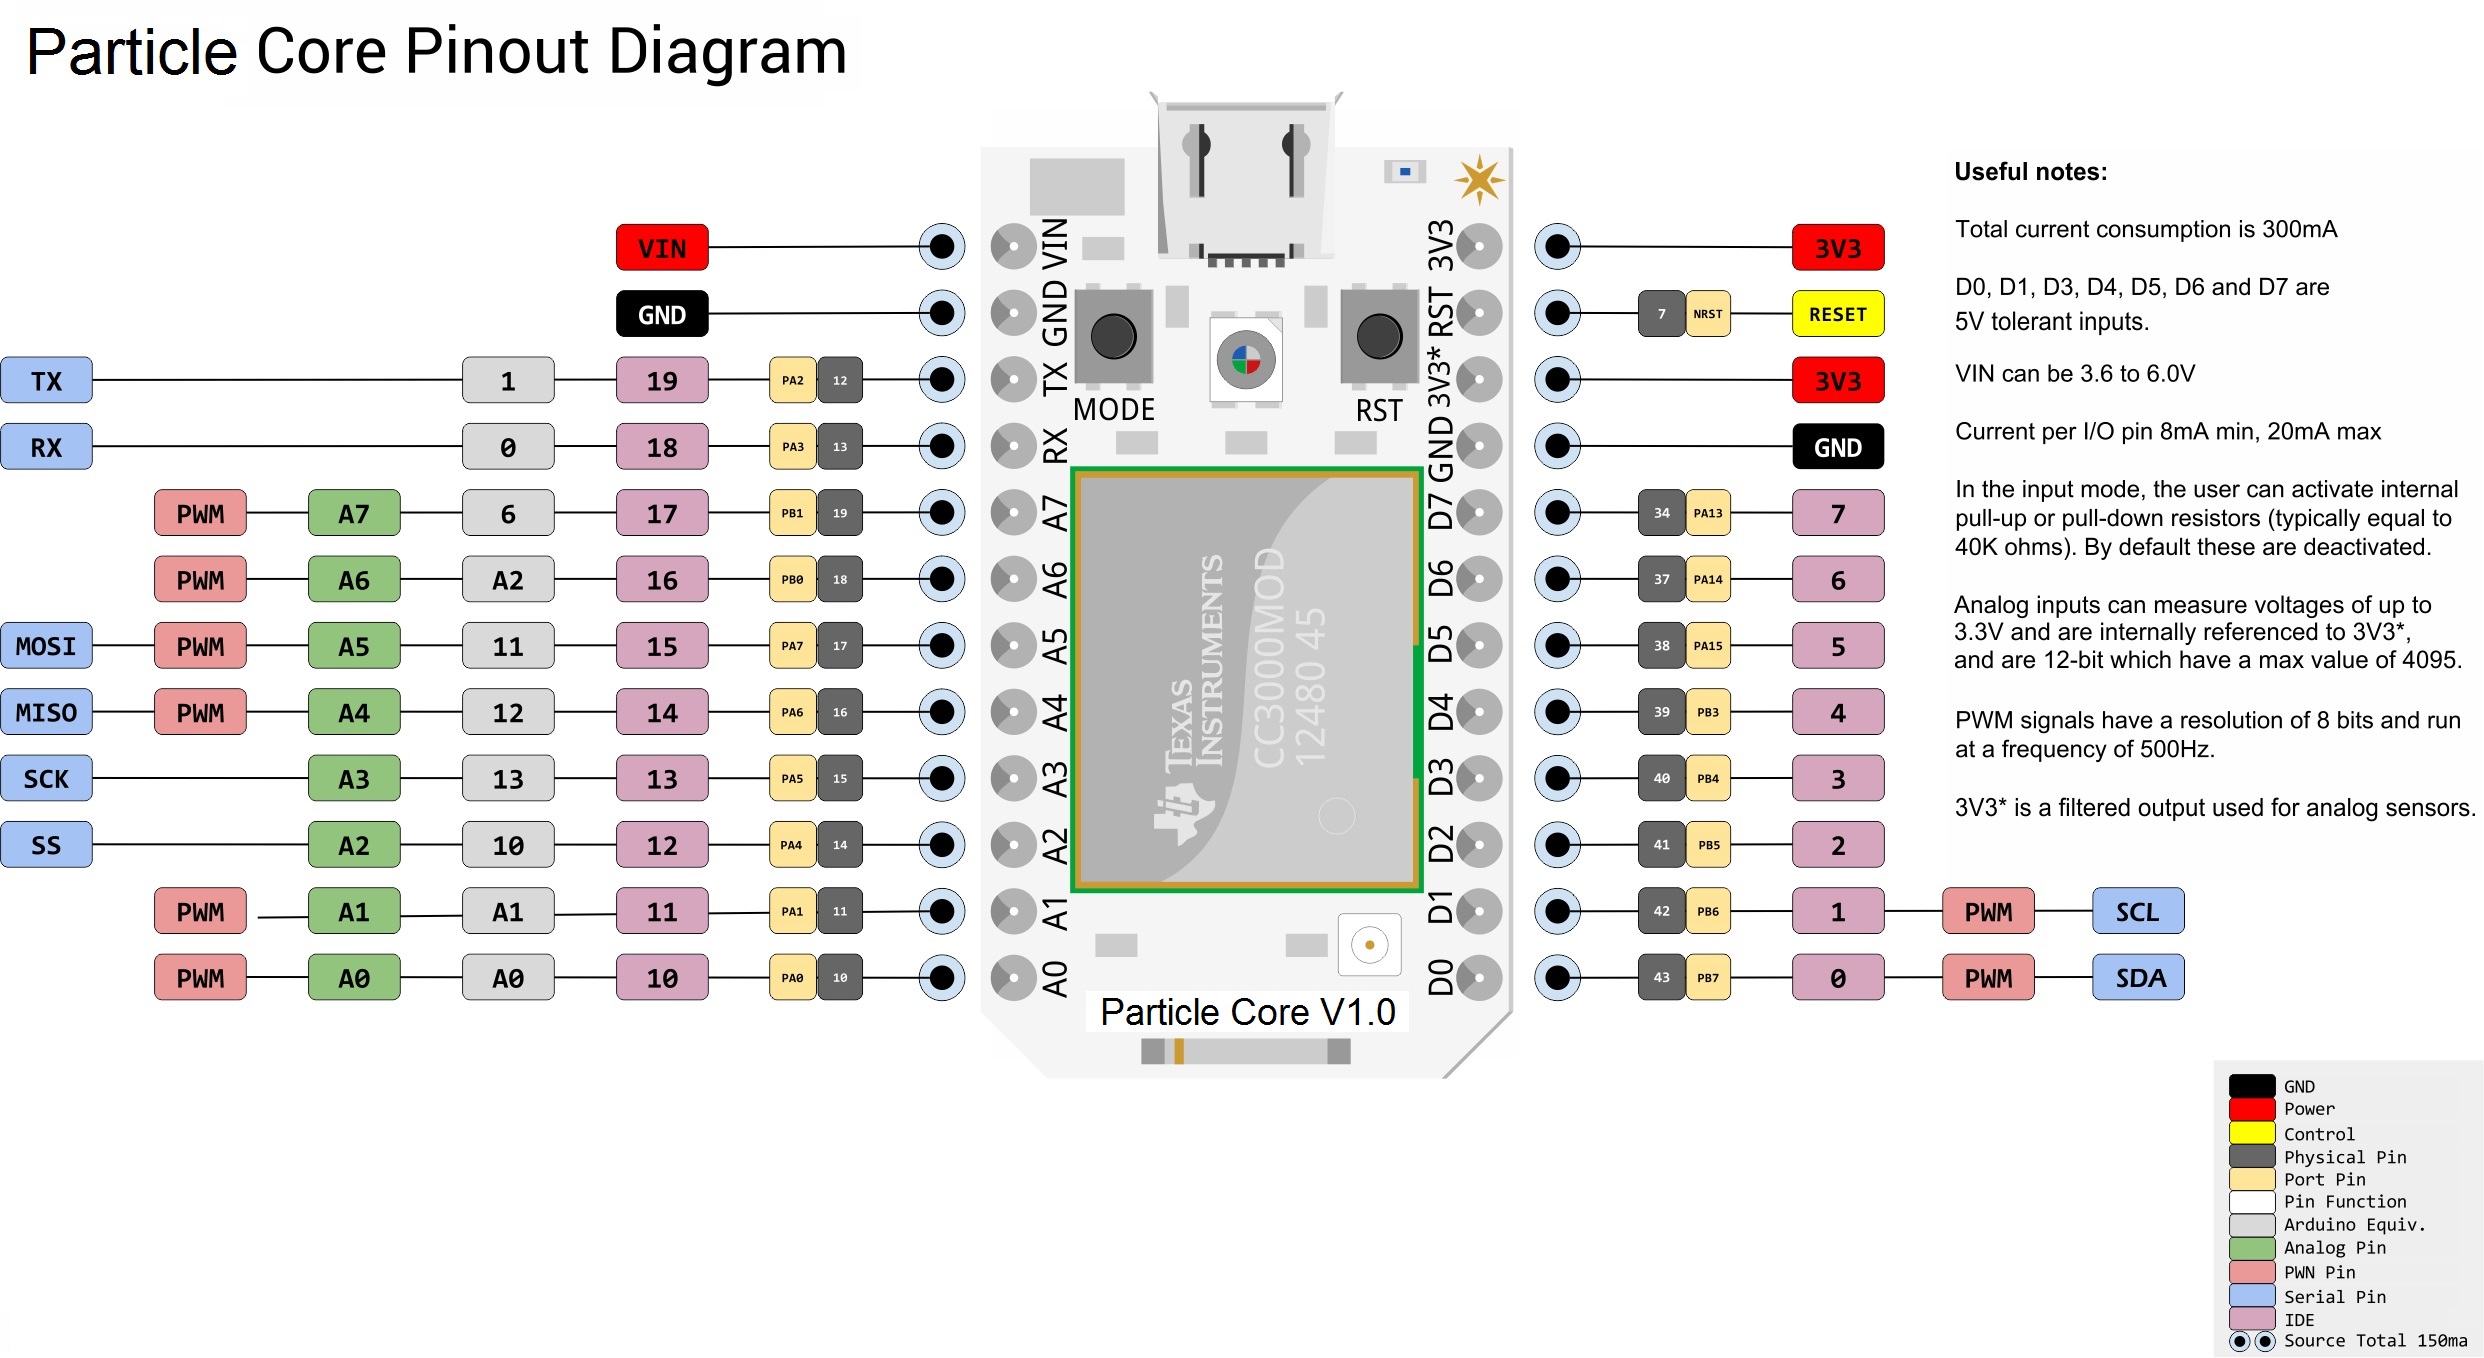 Particle Core Pinout Diagram
Useful notes:
Total current consumption is 300mA
D0, D1, D3, D4, D5, D6 and D7 are
5V tolerant inputs.
VIN can be 3.6 to 6.0V
Current per I/O pin 8mA min, 20mA max
In the input mode, the user can activate internal
pull-up or pull-down resistors (typically equal to
40K ohms). By default these are deactivated.
Analog inputs can measure voltages of up to
3.3V and are internally referenced to 3V3*,
and are 12-bit which have a max value of 4095.
PWM signals have a resolution of 8 bits and run
at a frequency of 500Hz.
3V3* is a filtered output used for analog sensors.
VIN VIN 3V3 3V3
GND GND RST 7 NRST RESET
TX 1 19 PA2 12 TX 3V3* 3V3
RX 0 18 PA3 13 RX GND GND
MODE RST
PWM A7 6 17 PB1 19 A7 D7 34 PA13 7
PWM A6 A2 16 PB0 18 A6 D6 37 PA14 6
MOSI PWM A5 11 15 PA7 17 A5 D5 38 PA15 5
MISO PWM A4 12 14 PA6 16 A4 D4 39 PB3 4
SCK A3 13 13 PA5 15 A3 D3 40 PB4 3
SS A2 10 12 PA4 14 A2 D2 41 PB5 2
PWM A1 A1 11 PA1 11 A1 D1 42 PB6 1 PWM SCL
PWM A0 A0 10 PA0 10 A0 D0 43 PB7 0 PWM SDA
TEXAS
INSTRUMENTS
CC3000MOD
12480 45
Particle Core V1.0
GND
Power
Control
Physical Pin
Port Pin
Pin Function
Arduino Equiv.
Analog Pin
PWN Pin
Serial Pin
IDE
Source Total 150ma